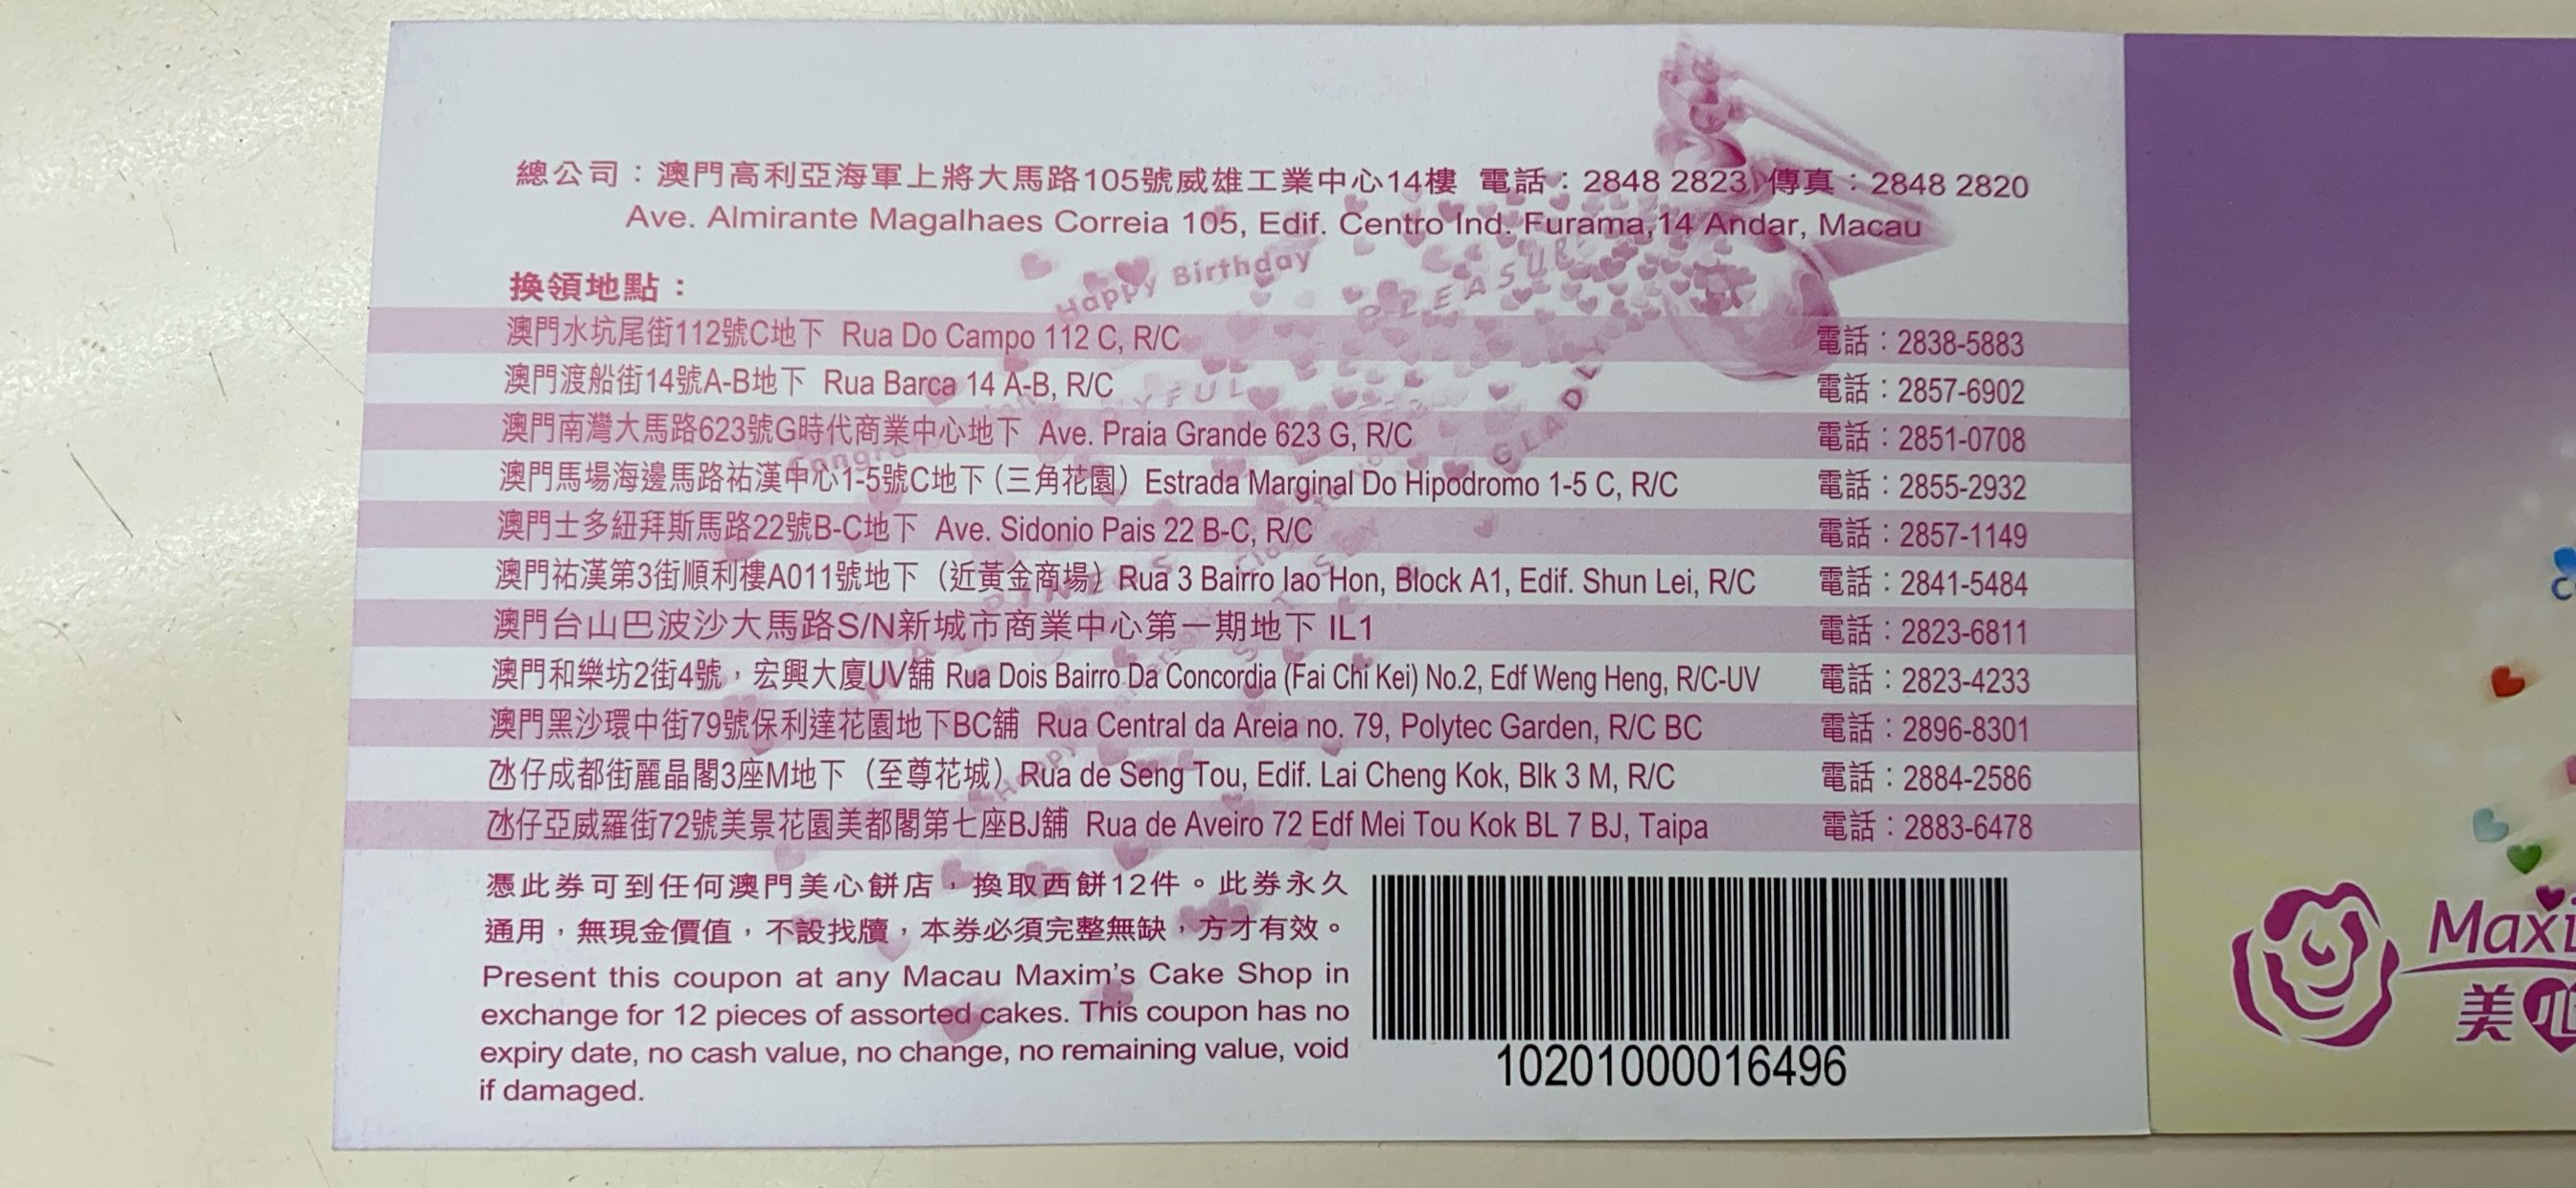 總公司：澳門高利亞海軍上將大馬路105號威雄工業中心14樓 電話：2848 2823 傳真：2848 2820
Ave. Almirante Magalhaes Correia 105, Edif. Centro Ind. Furama,14 Andar, Macau
Happy Birthday
PLEASURE
換領地點：
澳門水坑尾街112號C地下 Rua Do Campo 112 C, R/C 電話：2838-5883
澳門渡船街14號A-B地下 Rua Barca 14 A-B, R/C 電話：2857-6902
GLADLY
澳門南灣大馬路623號G時代商業中心地下 Ave. Praia Grande 623 G, R/C 電話：2851-0708
澳門馬場海邊馬路祐漢中心1-5號C地下（三角花園）Estrada Marginal Do Hipodromo 1-5 C, R/C 電話：2855-2932
澳門士多紐拜斯馬路22號B-C地下 Ave. Sidonio Pais 22 B-C, R/C 電話：2857-1149
澳門祐漢第3街順利樓A011號地下（近黃金商場）Rua 3 Bairro Iao Hon, Block A1, Edif. Shun Lei, R/C 電話：2841-5484
澳門台山巴波沙大馬路S/N新城市商業中心第一期地下 IL1 電話：2823-6811
澳門和樂坊2街4號，宏興大廈UV舖 Rua Dois Bairro Da Concordia (Fai Chi Kei) No.2, Edf Weng Heng, R/C-UV 電話：2823-4233
澳門黑沙環中街79號保利達花園地下BC舖 Rua Central da Areia no. 79, Polytec Garden, R/C BC 電話：2896-8301
氹仔成都街麗晶閣3座M地下（至尊花城）Rua de Seng Tou, Edif. Lai Cheng Kok, Blk 3 M, R/C 電話：2884-2586
氹仔亞威羅街72號美景花園美都閣第七座BJ舖 Rua de Aveiro 72 Edf Mei Tou Kok BL 7 BJ, Taipa 電話：2883-6478
憑此券可到任何澳門美心餅店，換取西餅12件。此券永久
通用，無現金價值，不設找贖，本券必須完整無缺，方才有效。
Present this coupon at any Macau Maxim's Cake Shop in
exchange for 12 pieces of assorted cakes. This coupon has no
expiry date, no cash value, no change, no remaining value, void
if damaged.
10201000016496
Maxi
美心